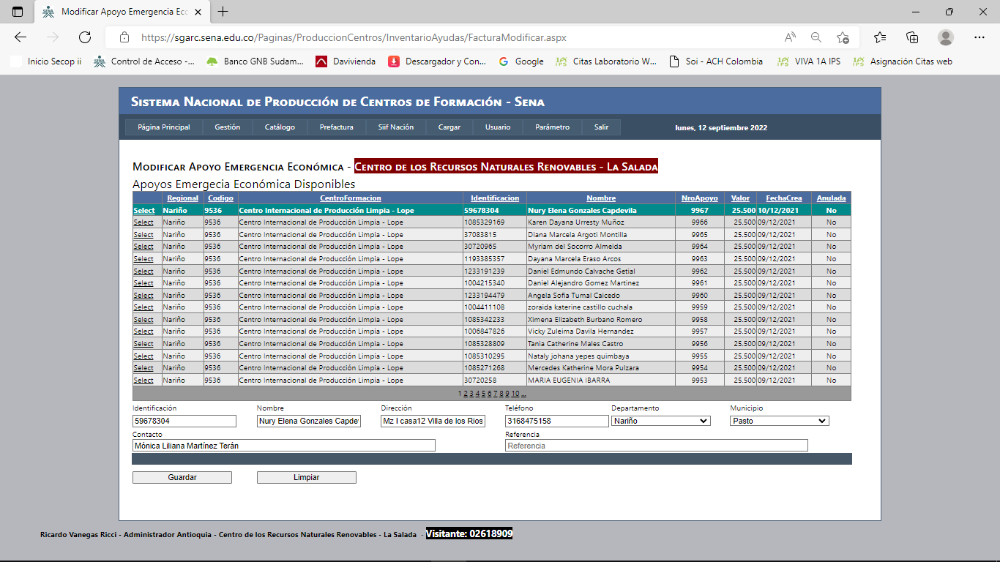 Modificar Apoyo Emergencia Ec
https://sgarc.sena.edu.co/Paginas/ProduccionCentros/InventarioAyudas/FacturaModificar.aspx
Inicio Secop ii Control de Acceso -... Banco GNB Sudam... Davivienda Descargador y Con... Google Citas Laboratorio W... Soi - ACH Colombia VIVA 1A IPS Asignación Citas web
Sistema Nacional de Producción de Centros de Formación - Sena
Página Principal Gestión Catálogo Prefactura Siif Nación Cargar Usuario Parámetro Salir lunes, 12 septiembre 2022
Modificar Apoyo Emergencia Económica - Centro de los Recursos Naturales Renovables - La Salada
Apoyos Emergecia Económica Disponibles
Regional Codigo CentroFormacion Identificacion Nombre NroApoyo Valor FechaCrea Anulada
Select Nariño 9536 Centro Internacional de Producción Limpia - Lope 59678304 Nury Elena Gonzales Capdevila 9967 25.500 10/12/2021 No
Select Nariño 9536 Centro Internacional de Producción Limpia - Lope 1085329169 Karen Dayana Urresty Muñoz 9966 25.500 09/12/2021 No
Select Nariño 9536 Centro Internacional de Producción Limpia - Lope 37083815 Diana Marcela Argoti Montilla 9965 25.500 09/12/2021 No
Select Nariño 9536 Centro Internacional de Producción Limpia - Lope 30720965 Myriam del Socorro Almeida 9964 25.500 09/12/2021 No
Select Nariño 9536 Centro Internacional de Producción Limpia - Lope 1193385357 Dayana Marcela Eraso Arcos 9963 25.500 09/12/2021 No
Select Nariño 9536 Centro Internacional de Producción Limpia - Lope 1233191239 Daniel Edmundo Calvache Getial 9962 25.500 09/12/2021 No
Select Nariño 9536 Centro Internacional de Producción Limpia - Lope 1004215340 Daniel Alejandro Gomez Martinez 9961 25.500 09/12/2021 No
Select Nariño 9536 Centro Internacional de Producción Limpia - Lope 1233194479 Angela Sofia Tumal Caicedo 9960 25.500 09/12/2021 No
Select Nariño 9536 Centro Internacional de Producción Limpia - Lope 1004411108 zoraida katerine castillo cuchala 9959 25.500 09/12/2021 No
Select Nariño 9536 Centro Internacional de Producción Limpia - Lope 1085342233 Ximena Elizabeth Burbano Romero 9958 25.500 09/12/2021 No
Select Nariño 9536 Centro Internacional de Producción Limpia - Lope 1006847826 Vicky Zuleima Davila Hernandez 9957 25.500 09/12/2021 No
Select Nariño 9536 Centro Internacional de Producción Limpia - Lope 1085328809 Tania Catherine Males Castro 9956 25.500 09/12/2021 No
Select Nariño 9536 Centro Internacional de Producción Limpia - Lope 1085310295 Nataly johana yepes quimbaya 9955 25.500 09/12/2021 No
Select Nariño 9536 Centro Internacional de Producción Limpia - Lope 1085271268 Mercedes Katherine Mora Pulzara 9954 25.500 09/12/2021 No
Select Nariño 9536 Centro Internacional de Producción Limpia - Lope 30720258 MARIA EUGENIA IBARRA 9953 25.500 09/12/2021 No
1 2 3 4 5 6 7 8 9 10 ...
Identificación Nombre Dirección Teléfono Departamento Municipio
59678304 Nury Elena Gonzales Capde Mz I casa12 Villa de los Rios 3168475158 Nariño Pasto
Contacto Referencia
Mónica Liliana Martínez Terán Referencia
Guardar Limpiar
Ricardo Vanegas Ricci - Administrador Antioquia - Centro de los Recursos Naturales Renovables - La Salada - Visitante: 02618909